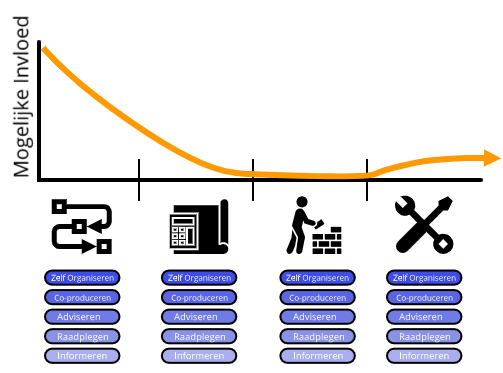 Mogelijke Invloed
Zelf Organiseren
Co-produceren
Adviseren
Raadplegen
Informeren
Zelf Organiseren
Co-produceren
Adviseren
Raadplegen
Informeren
Zelf Organiseren
Co-produceren
Adviseren
Raadplegen
Informeren
Zelf Organiseren
Co-produceren
Adviseren
Raadplegen
Informeren